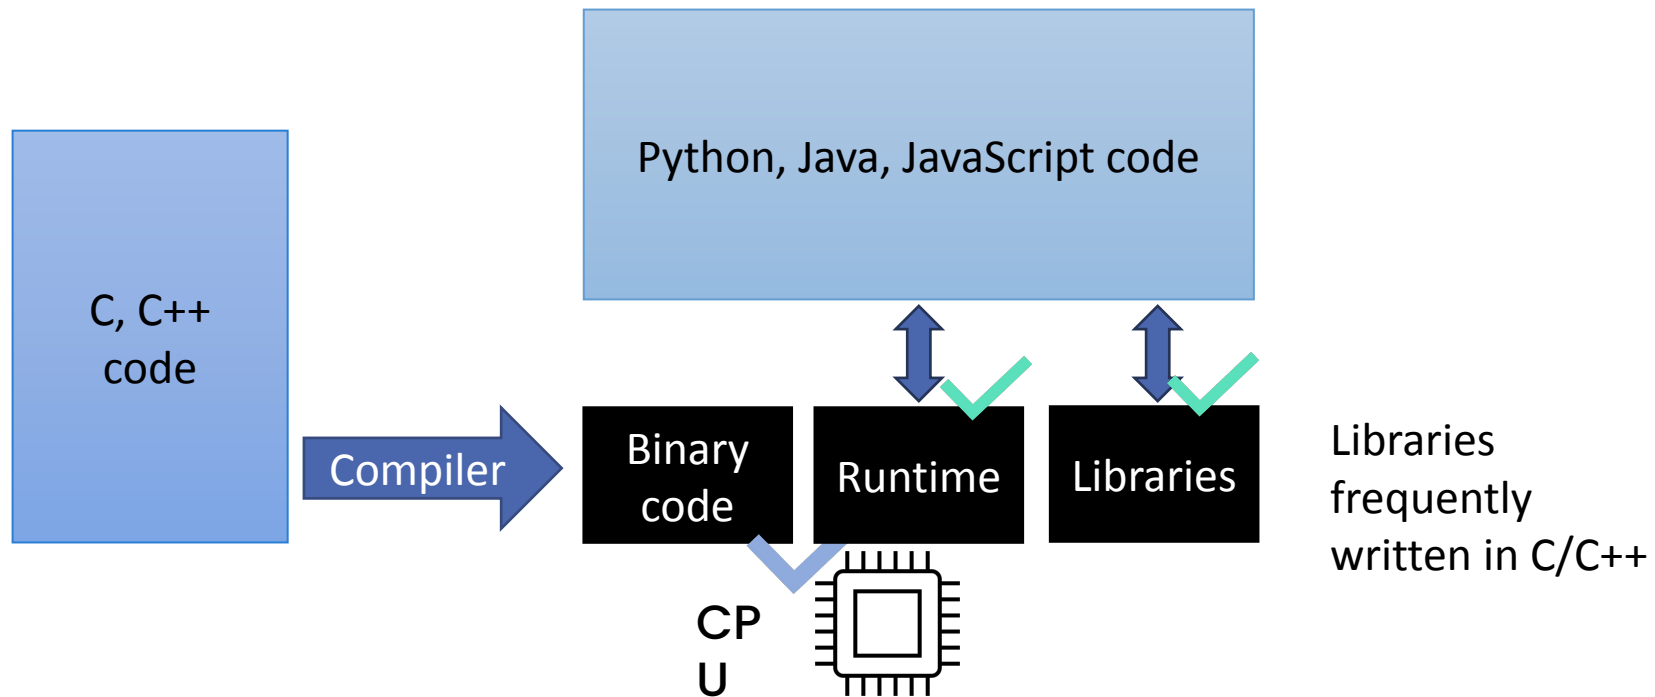 Python, Java, JavaScript code
C, C++
code
Compiler
Binary
code
Runtime
Libraries
Libraries
frequently
written in C/C++
CP
U